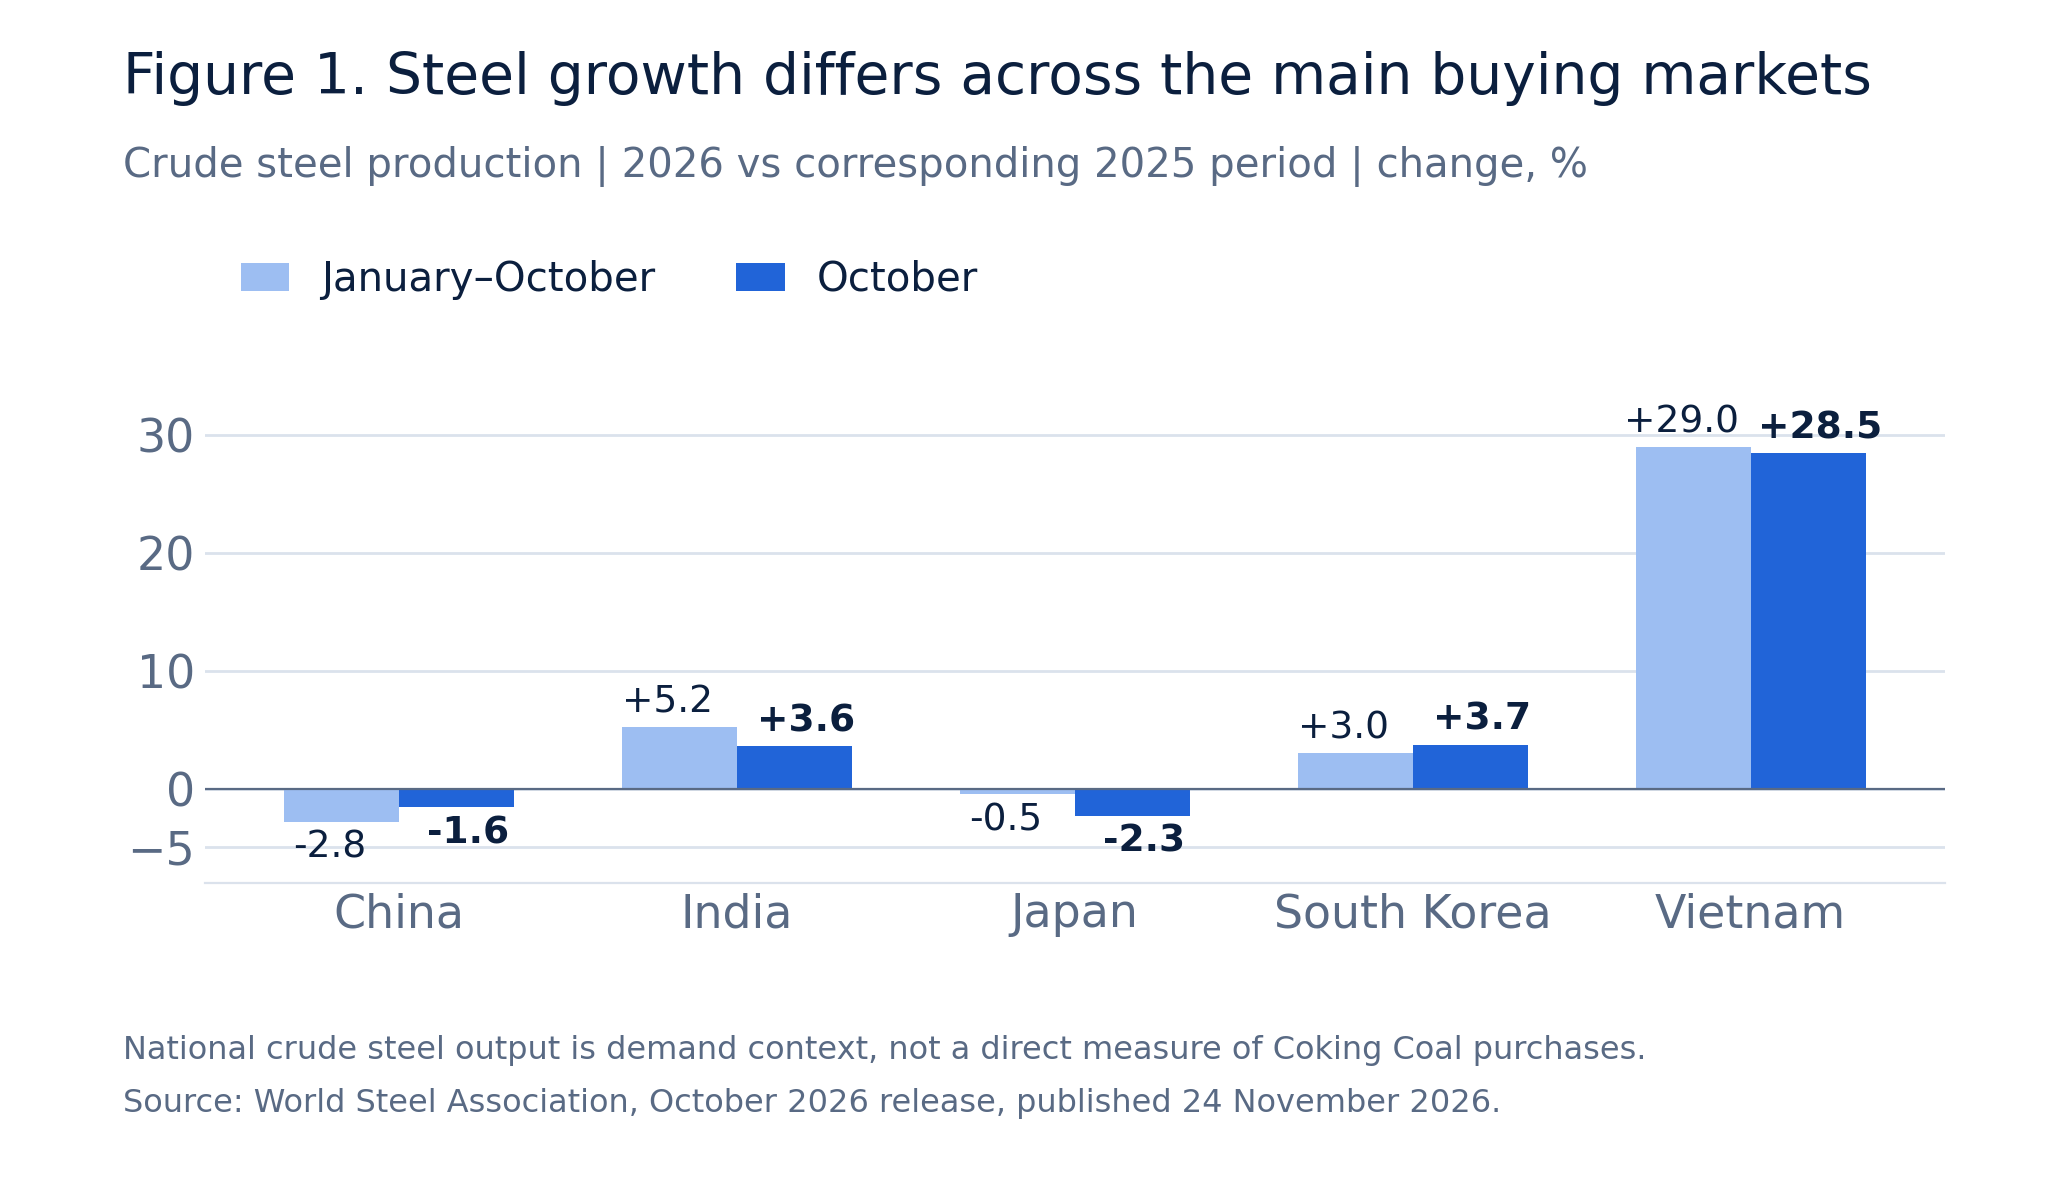 Figure 1. Steel growth differs across the main buying markets
Crude steel production | 2026 vs corresponding 2025 period | change, %
January–October October
30
20
10
0
−5
+29.0 +28.5
+5.2 +3.6
+3.0 +3.7
-2.8 -1.6
-0.5 -2.3
China India Japan South Korea Vietnam
National crude steel output is demand context, not a direct measure of Coking Coal purchases.
Source: World Steel Association, October 2026 release, published 24 November 2026.